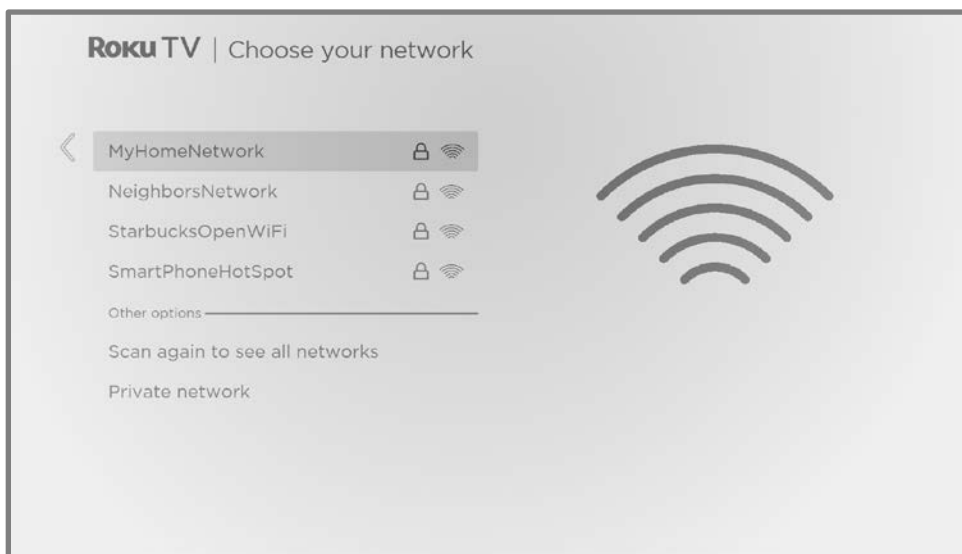 Roku TV | Choose your network
MyHomeNetwork
NeighborsNetwork
StarbucksOpenWiFi
SmartPhoneHotSpot
Other options
Scan again to see all networks
Private network